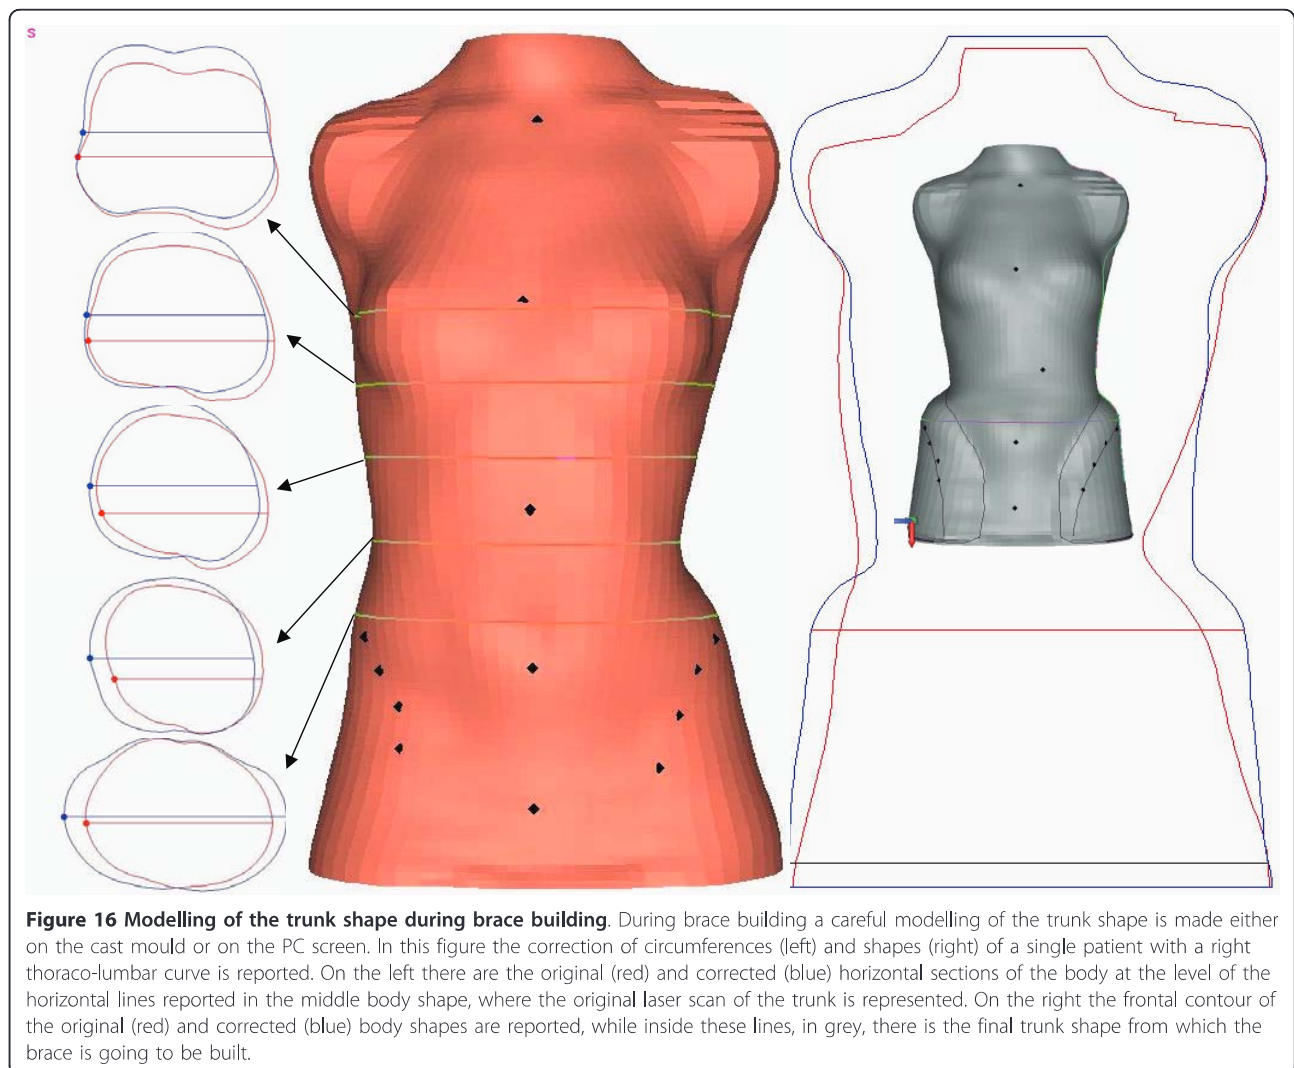 S
Figure 16 Modelling of the trunk shape during brace building. During brace building a careful modelling of the trunk shape is made either
on the cast mould or on the PC screen. In this figure the correction of circumferences (left) and shapes (right) of a single patient with a right
thoraco-lumbar curve is reported. On the left there are the original (red) and corrected (blue) horizontal sections of the body at the level of the
horizontal lines reported in the middle body shape, where the original laser scan of the trunk is represented. On the right the frontal contour of
the original (red) and corrected (blue) body shapes are reported, while inside these lines, in grey, there is the final trunk shape from which the
brace is going to be built.